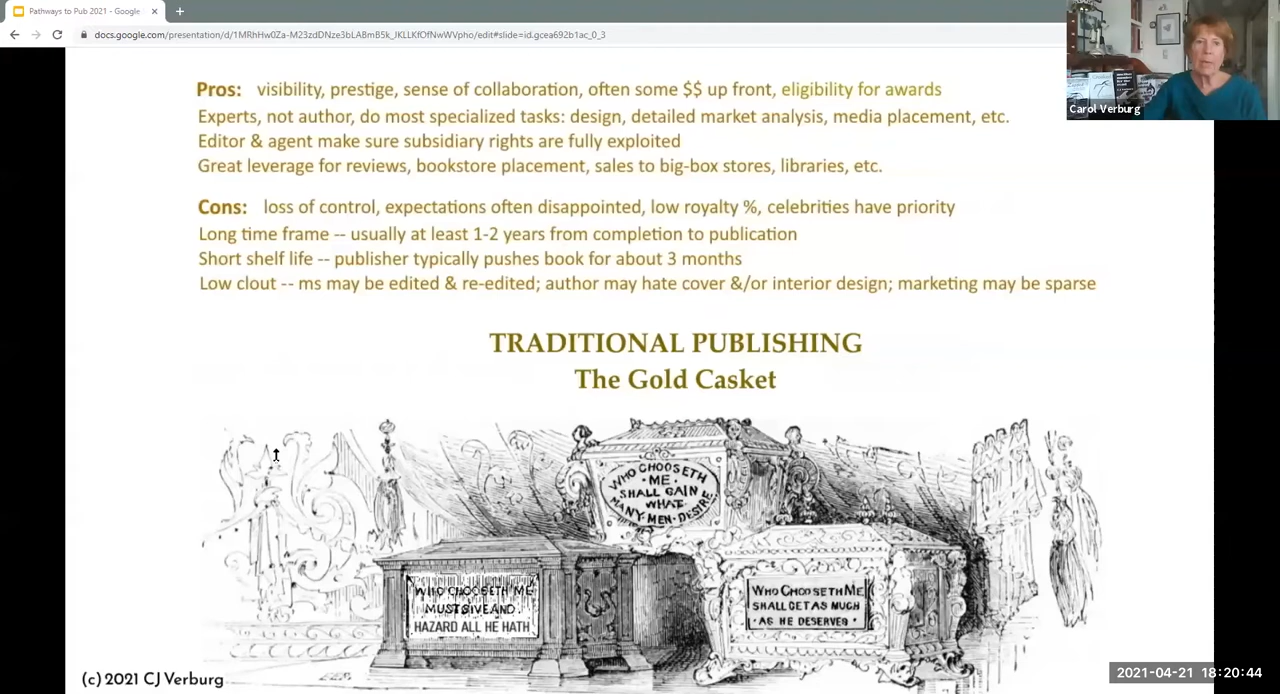 Pathways to Pub 2021 - Google
docs.google.com/presentation/d/1MRhHw0Za-M23zdDNze3bLABmB5k_JKLLKfOfNwWVpho/edit#slide=id.gcea692b1ac_0_3
Carol Verburg
Pros: visibility, prestige, sense of collaboration, often some $$ up front, eligibility for awards
Experts, not author, do most specialized tasks: design, detailed market analysis, media placement, etc.
Editor & agent make sure subsidiary rights are fully exploited
Great leverage for reviews, bookstore placement, sales to big-box stores, libraries, etc.
Cons: loss of control, expectations often disappointed, low royalty %, celebrities have priority
Long time frame -- usually at least 1-2 years from completion to publication
Short shelf life -- publisher typically pushes book for about 3 months
Low clout -- ms may be edited & re-edited; author may hate cover &/or interior design; marketing may be sparse
TRADITIONAL PUBLISHING
The Gold Casket
WHO CHOOSETH
·ME·
SHALL GAIN
WHAT
MANY·MEN·DESIRE
WHO CHOOSETH ME
MUST GIVE AND
HAZARD ALL HE HATH
WHO CHOOSETH ME
SHALL GET AS MUCH
·AS HE DESERVES·
(c) 2021 CJ Verburg
2021-04-21 18:20:44